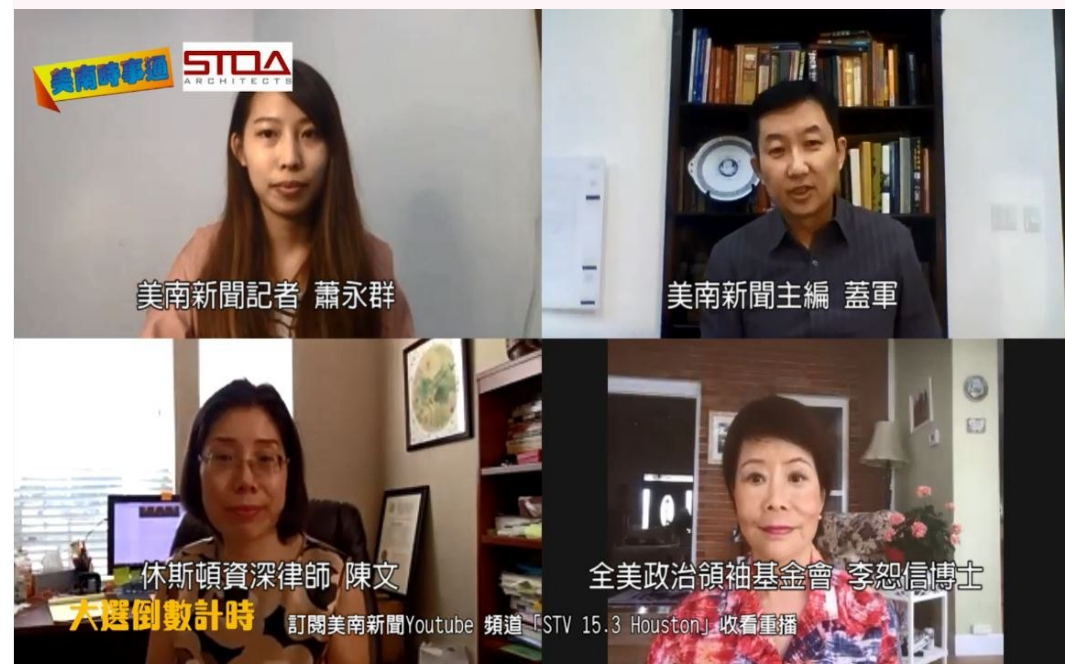 美南時事通
STOA
ARCHITECTS
美南新聞記者 蕭永群
美南新聞主編 蓋軍
休斯頓資深律師 陳文
全美政治領袖基金會 李恕信博士
大選倒數計時
訂閱美南新聞Youtube 頻道「STV 15.3 Houston」收看重播